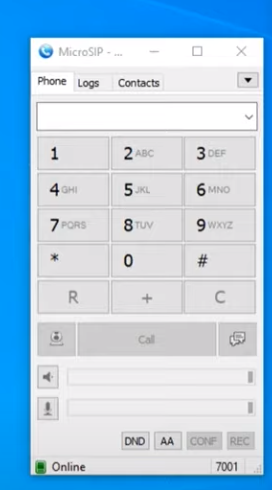 MicroSIP - ...
Phone Logs Contacts
1 2 ABC 3 DEF
4 GHI 5 JKL 6 MNO
7 PQRS 8 TUV 9 WXYZ
* 0 #
R + C
Call
DND AA CONF REC
Online 7001